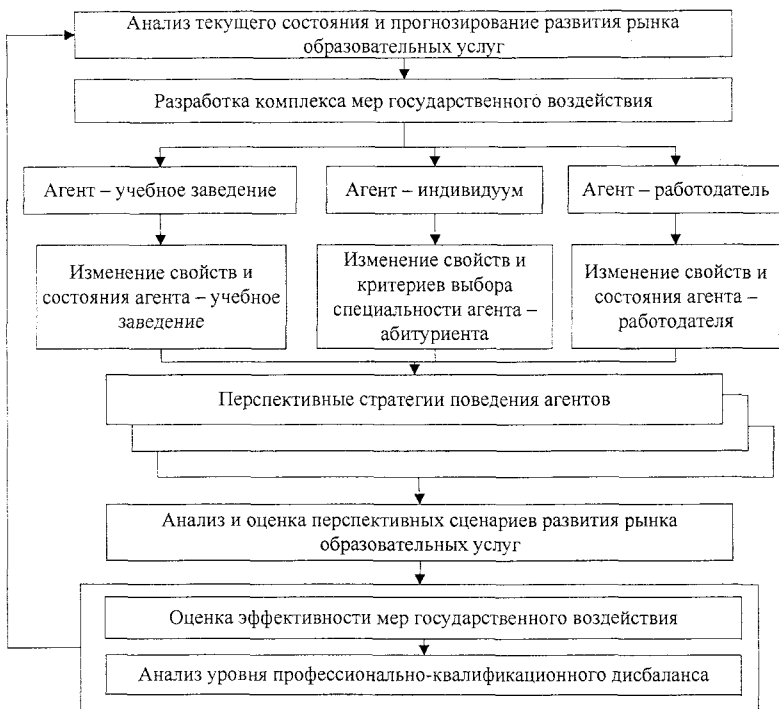 Анализ текущего состояния и прогнозирование развития рынка
образовательных услуг
Разработка комплекса мер государственного воздействия
Агент – учебное заведение
Агент – индивидуум
Агент – работодатель
Изменение свойств и
состояния агента – учебное
заведение
Изменение свойств и
критериев выбора
специальности агента –
абитуриента
Изменение свойств и
состояния агента –
работодателя
Перспективные стратегии поведения агентов
Анализ и оценка перспективных сценариев развития рынка
образовательных услуг
Оценка эффективности мер государственного воздействия
Анализ уровня профессионально-квалификационного дисбаланса